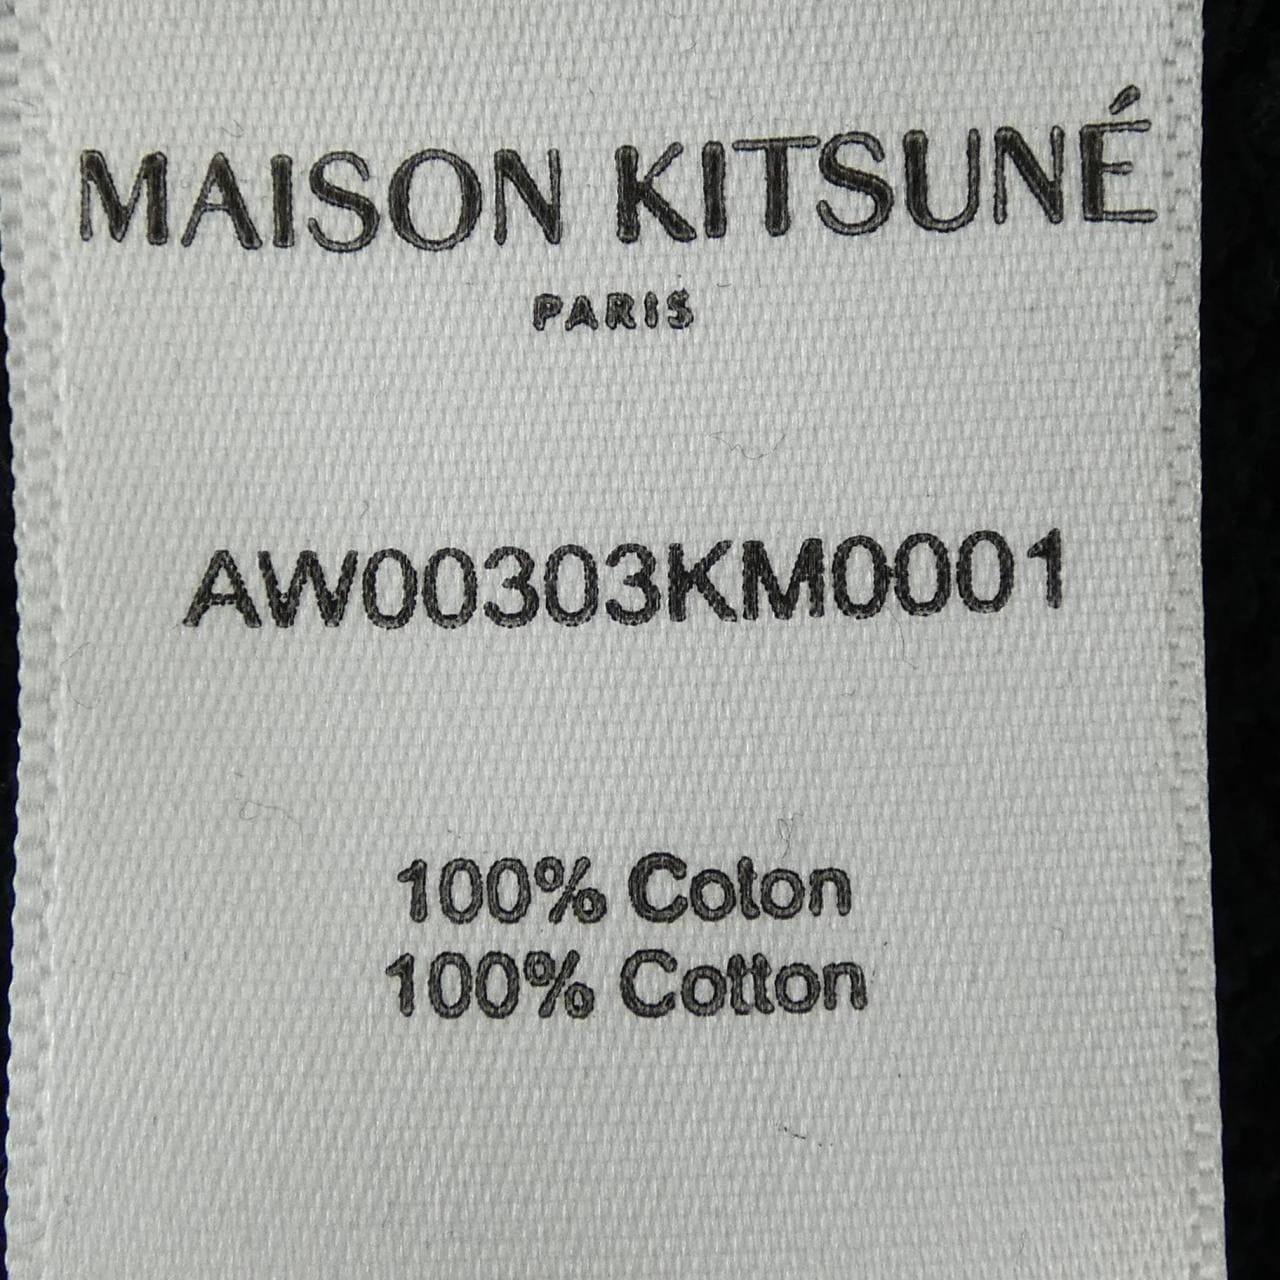 MAISON KITSUNÉ
PARIS
AW00303KM0001
100% Coton
100% Cotton